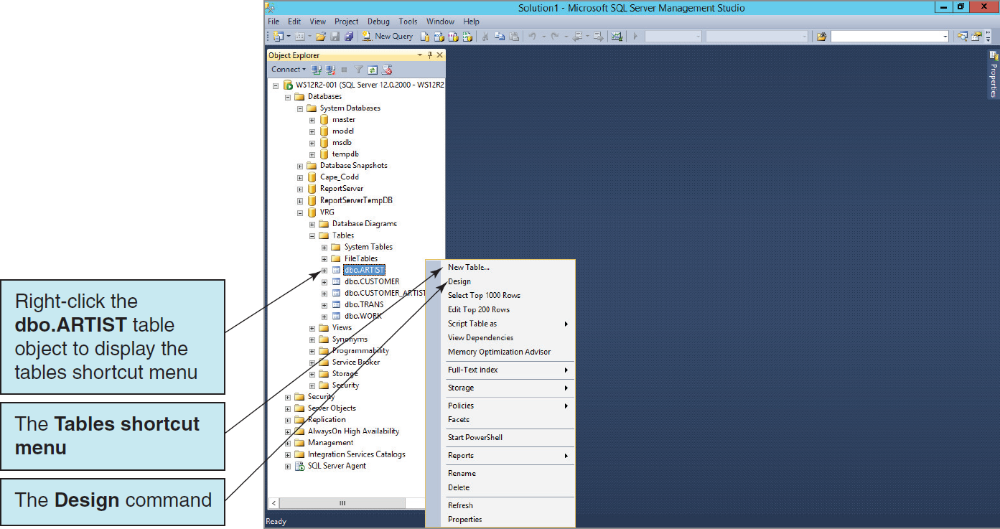 Solution1 - Microsoft SQL Server Management Studio
File Edit View Project Debug Tools Window Help
New Query
Object Explorer
Connect
Properties
WS12R2-001 (SQL Server 12.0.2000 - WS12R2
Databases
System Databases
master
model
msdb
tempdb
Database Snapshots
Cape_Codd
ReportServer
ReportServerTempDB
VRG
Database Diagrams
Tables
System Tables
FileTables
dbo.ARTIST
dbo.CUSTOMER
dbo.CUSTOMER_ARTIST
dbo.TRANS
dbo.WORK
Views
Synonyms
Programmability
Service Broker
Storage
Security
Security
Server Objects
Replication
AlwaysOn High Availability
Management
Integration Services Catalogs
SQL Server Agent
Ready
New Table...
Design
Select Top 1000 Rows
Edit Top 200 Rows
Script Table as
View Dependencies
Memory Optimization Advisor
Full-Text index
Storage
Policies
Facets
Start PowerShell
Reports
Rename
Delete
Refresh
Properties
Right-click the
dbo.ARTIST table
object to display the
tables shortcut menu
The Tables shortcut
menu
The Design command